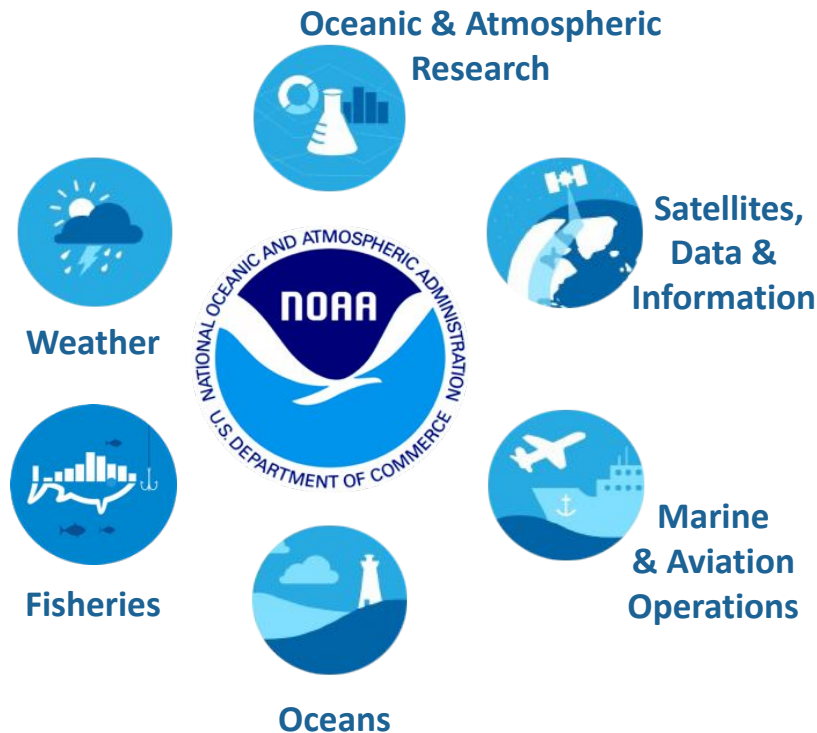 Oceanic & Atmospheric
Research
Satellites,
Data &
Information
Weather
NATIONAL OCEANIC AND ATMOSPHERIC ADMINISTRATION
NOAA
U.S. DEPARTMENT OF COMMERCE
Marine
& Aviation
Operations
Fisheries
Oceans